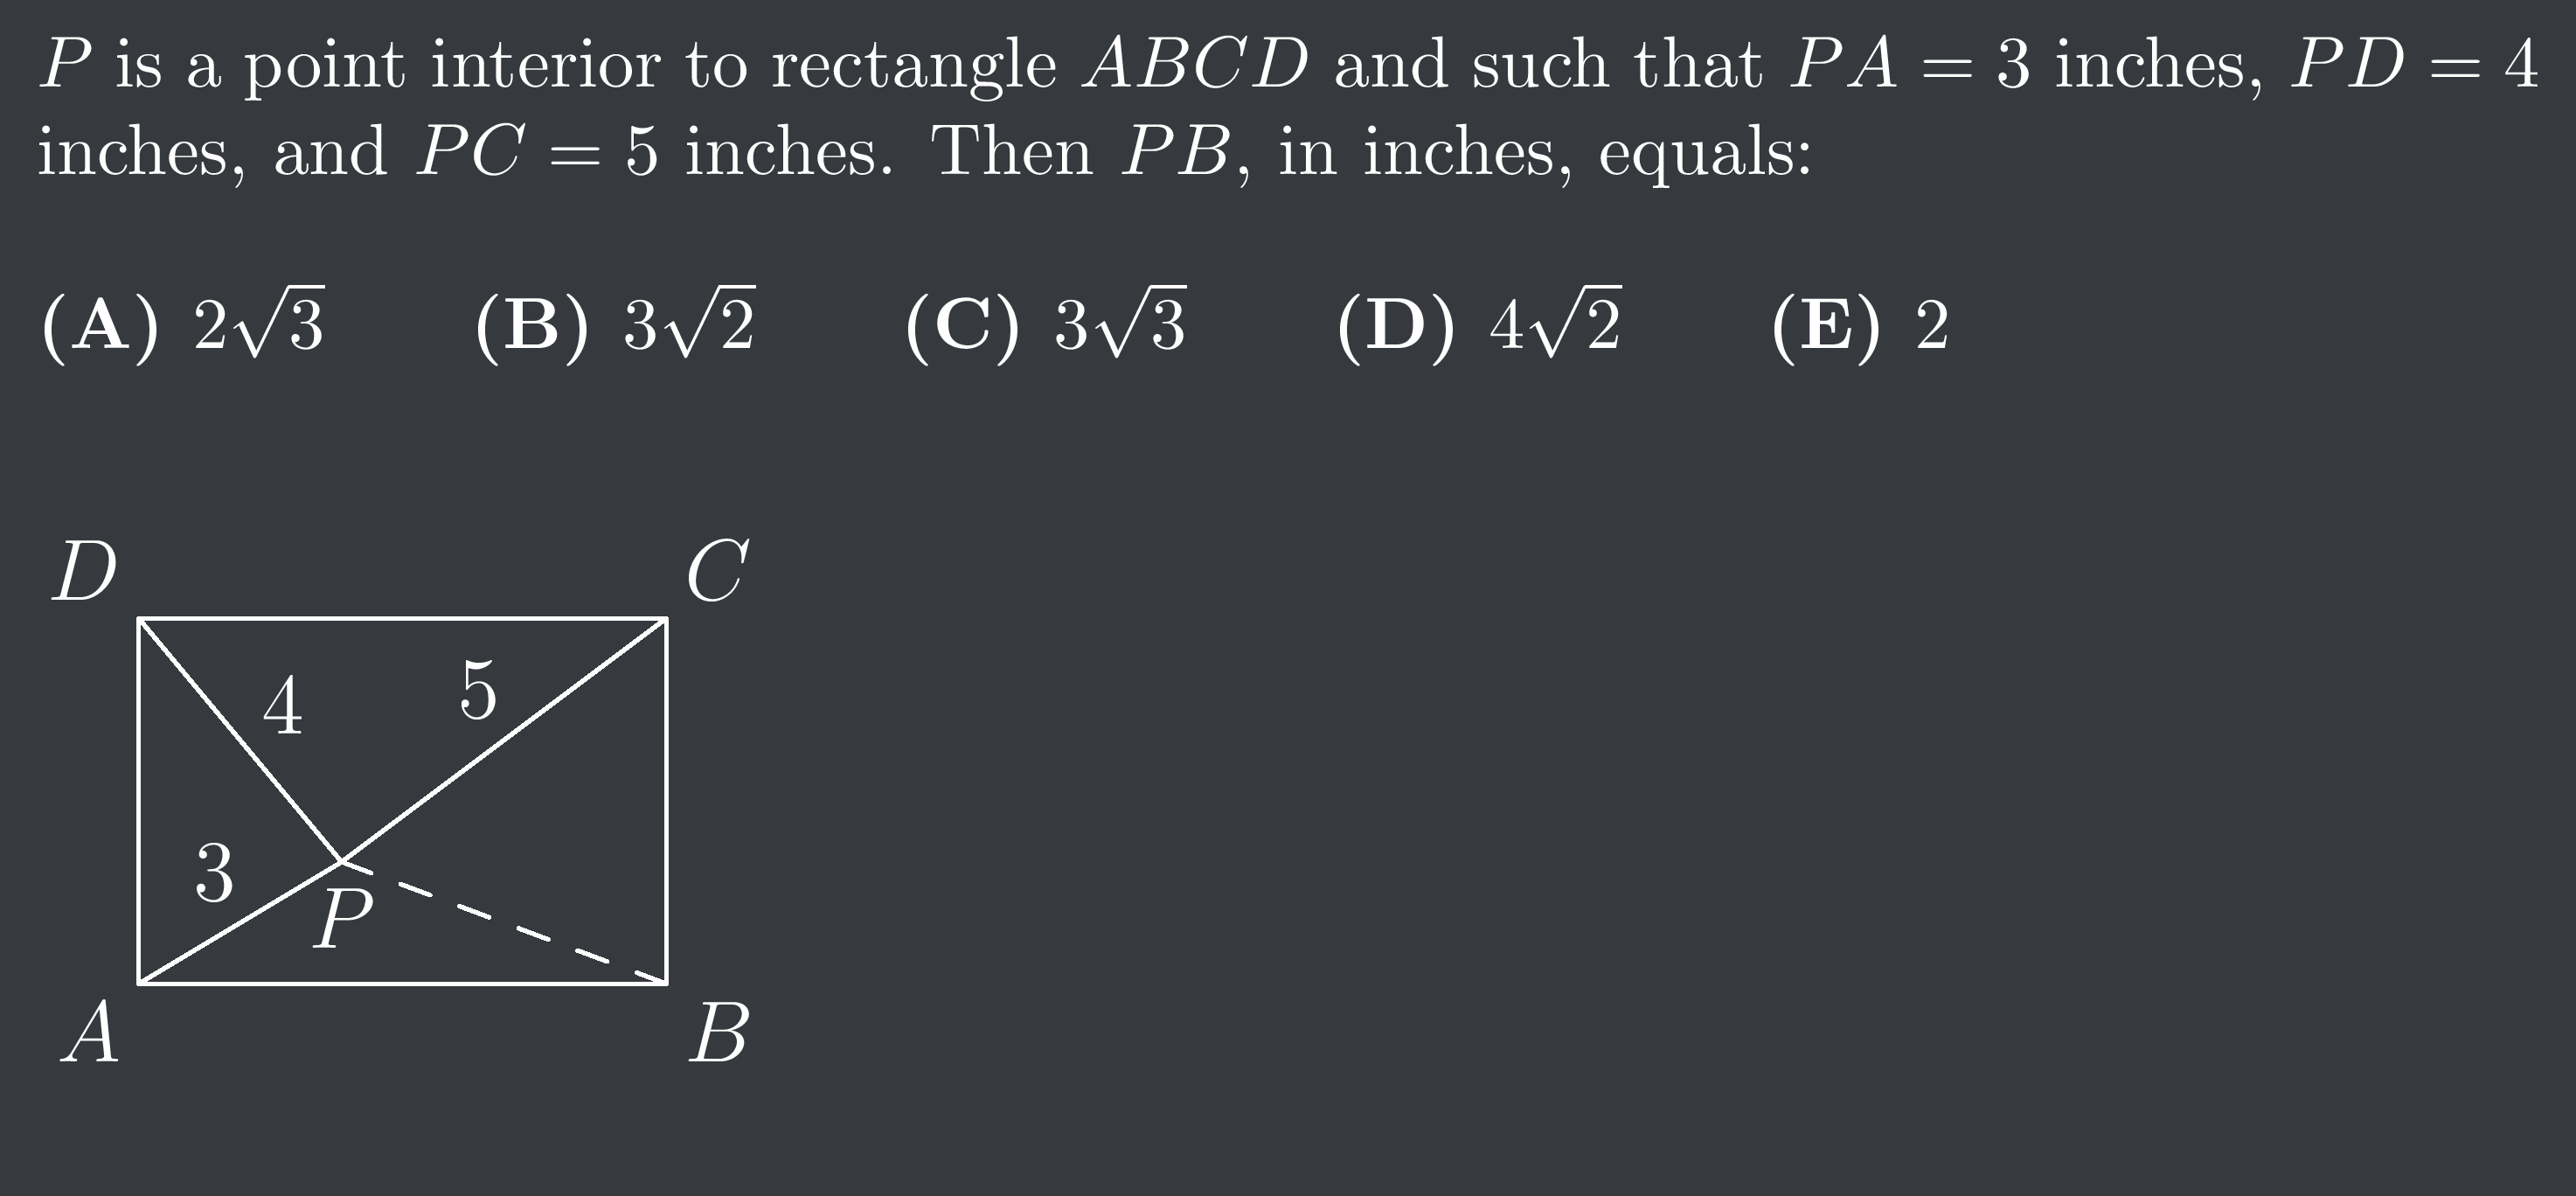 P is a point interior to rectangle ABCD and such that PA = 3 inches, PD = 4
inches, and PC = 5 inches. Then PB, in inches, equals:
(A) 2√3 (B) 3√2 (C) 3√3 (D) 4√2 (E) 2
D C
4 5
3
P
A B